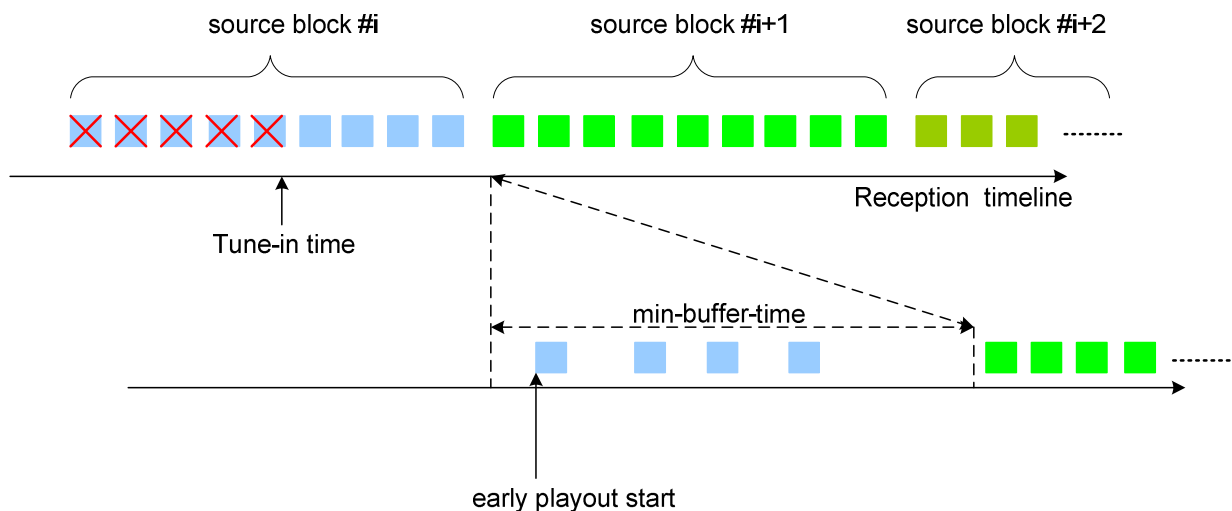 source block #i
source block #i+1
source block #i+2
Reception timeline
Tune-in time
min-buffer-time
early playout start